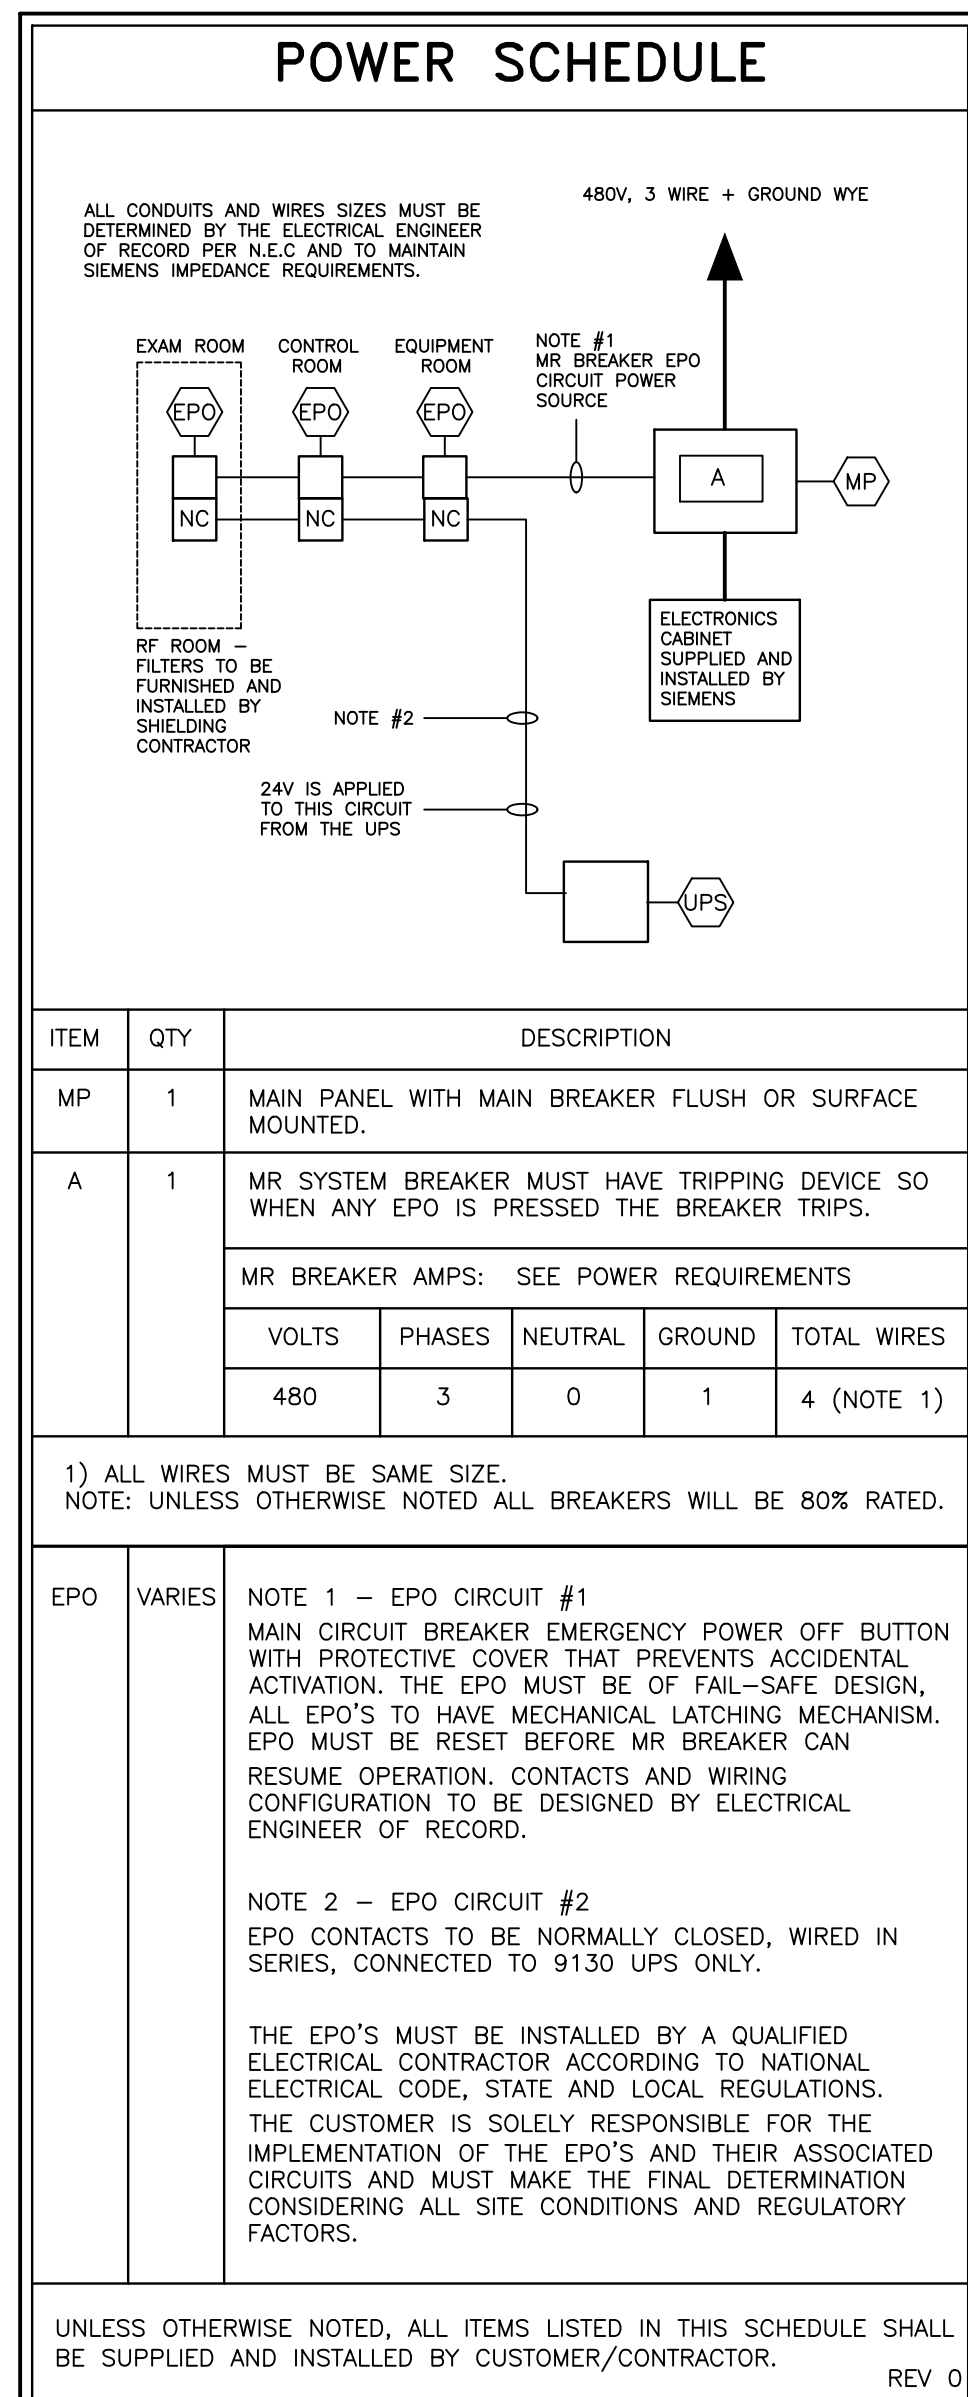 POWER SCHEDULE
480V, 3 WIRE + GROUND WYE
ALL CONDUITS AND WIRES SIZES MUST BE
DETERMINED BY THE ELECTRICAL ENGINEER
OF RECORD PER N.E.C AND TO MAINTAIN
SIEMENS IMPEDANCE REQUIREMENTS.
EXAM ROOM
CONTROL
ROOM
EQUIPMENT
ROOM
NOTE #1
MR BREAKER EPO
CIRCUIT POWER
SOURCE
EPO
EPO
EPO
A
MP
NC
NC
NC
ELECTRONICS
CABINET
SUPPLIED AND
INSTALLED BY
SIEMENS
RF ROOM –
FILTERS TO BE
FURNISHED AND
INSTALLED BY
SHIELDING
CONTRACTOR
NOTE #2
24V IS APPLIED
TO THIS CIRCUIT
FROM THE UPS
UPS
ITEM QTY DESCRIPTION
MP 1 MAIN PANEL WITH MAIN BREAKER FLUSH OR SURFACE
MOUNTED.
A 1 MR SYSTEM BREAKER MUST HAVE TRIPPING DEVICE SO
WHEN ANY EPO IS PRESSED THE BREAKER TRIPS.
MR BREAKER AMPS: SEE POWER REQUIREMENTS
VOLTS PHASES NEUTRAL GROUND TOTAL WIRES
480 3 0 1 4 (NOTE 1)
1) ALL WIRES MUST BE SAME SIZE.
NOTE: UNLESS OTHERWISE NOTED ALL BREAKERS WILL BE 80% RATED.
EPO VARIES NOTE 1 – EPO CIRCUIT #1
MAIN CIRCUIT BREAKER EMERGENCY POWER OFF BUTTON
WITH PROTECTIVE COVER THAT PREVENTS ACCIDENTAL
ACTIVATION. THE EPO MUST BE OF FAIL–SAFE DESIGN,
ALL EPO'S TO HAVE MECHANICAL LATCHING MECHANISM.
EPO MUST BE RESET BEFORE MR BREAKER CAN
RESUME OPERATION. CONTACTS AND WIRING
CONFIGURATION TO BE DESIGNED BY ELECTRICAL
ENGINEER OF RECORD.
NOTE 2 – EPO CIRCUIT #2
EPO CONTACTS TO BE NORMALLY CLOSED, WIRED IN
SERIES, CONNECTED TO 9130 UPS ONLY.
THE EPO'S MUST BE INSTALLED BY A QUALIFIED
ELECTRICAL CONTRACTOR ACCORDING TO NATIONAL
ELECTRICAL CODE, STATE AND LOCAL REGULATIONS.
THE CUSTOMER IS SOLELY RESPONSIBLE FOR THE
IMPLEMENTATION OF THE EPO'S AND THEIR ASSOCIATED
CIRCUITS AND MUST MAKE THE FINAL DETERMINATION
CONSIDERING ALL SITE CONDITIONS AND REGULATORY
FACTORS.
UNLESS OTHERWISE NOTED, ALL ITEMS LISTED IN THIS SCHEDULE SHALL
BE SUPPLIED AND INSTALLED BY CUSTOMER/CONTRACTOR.
REV 0